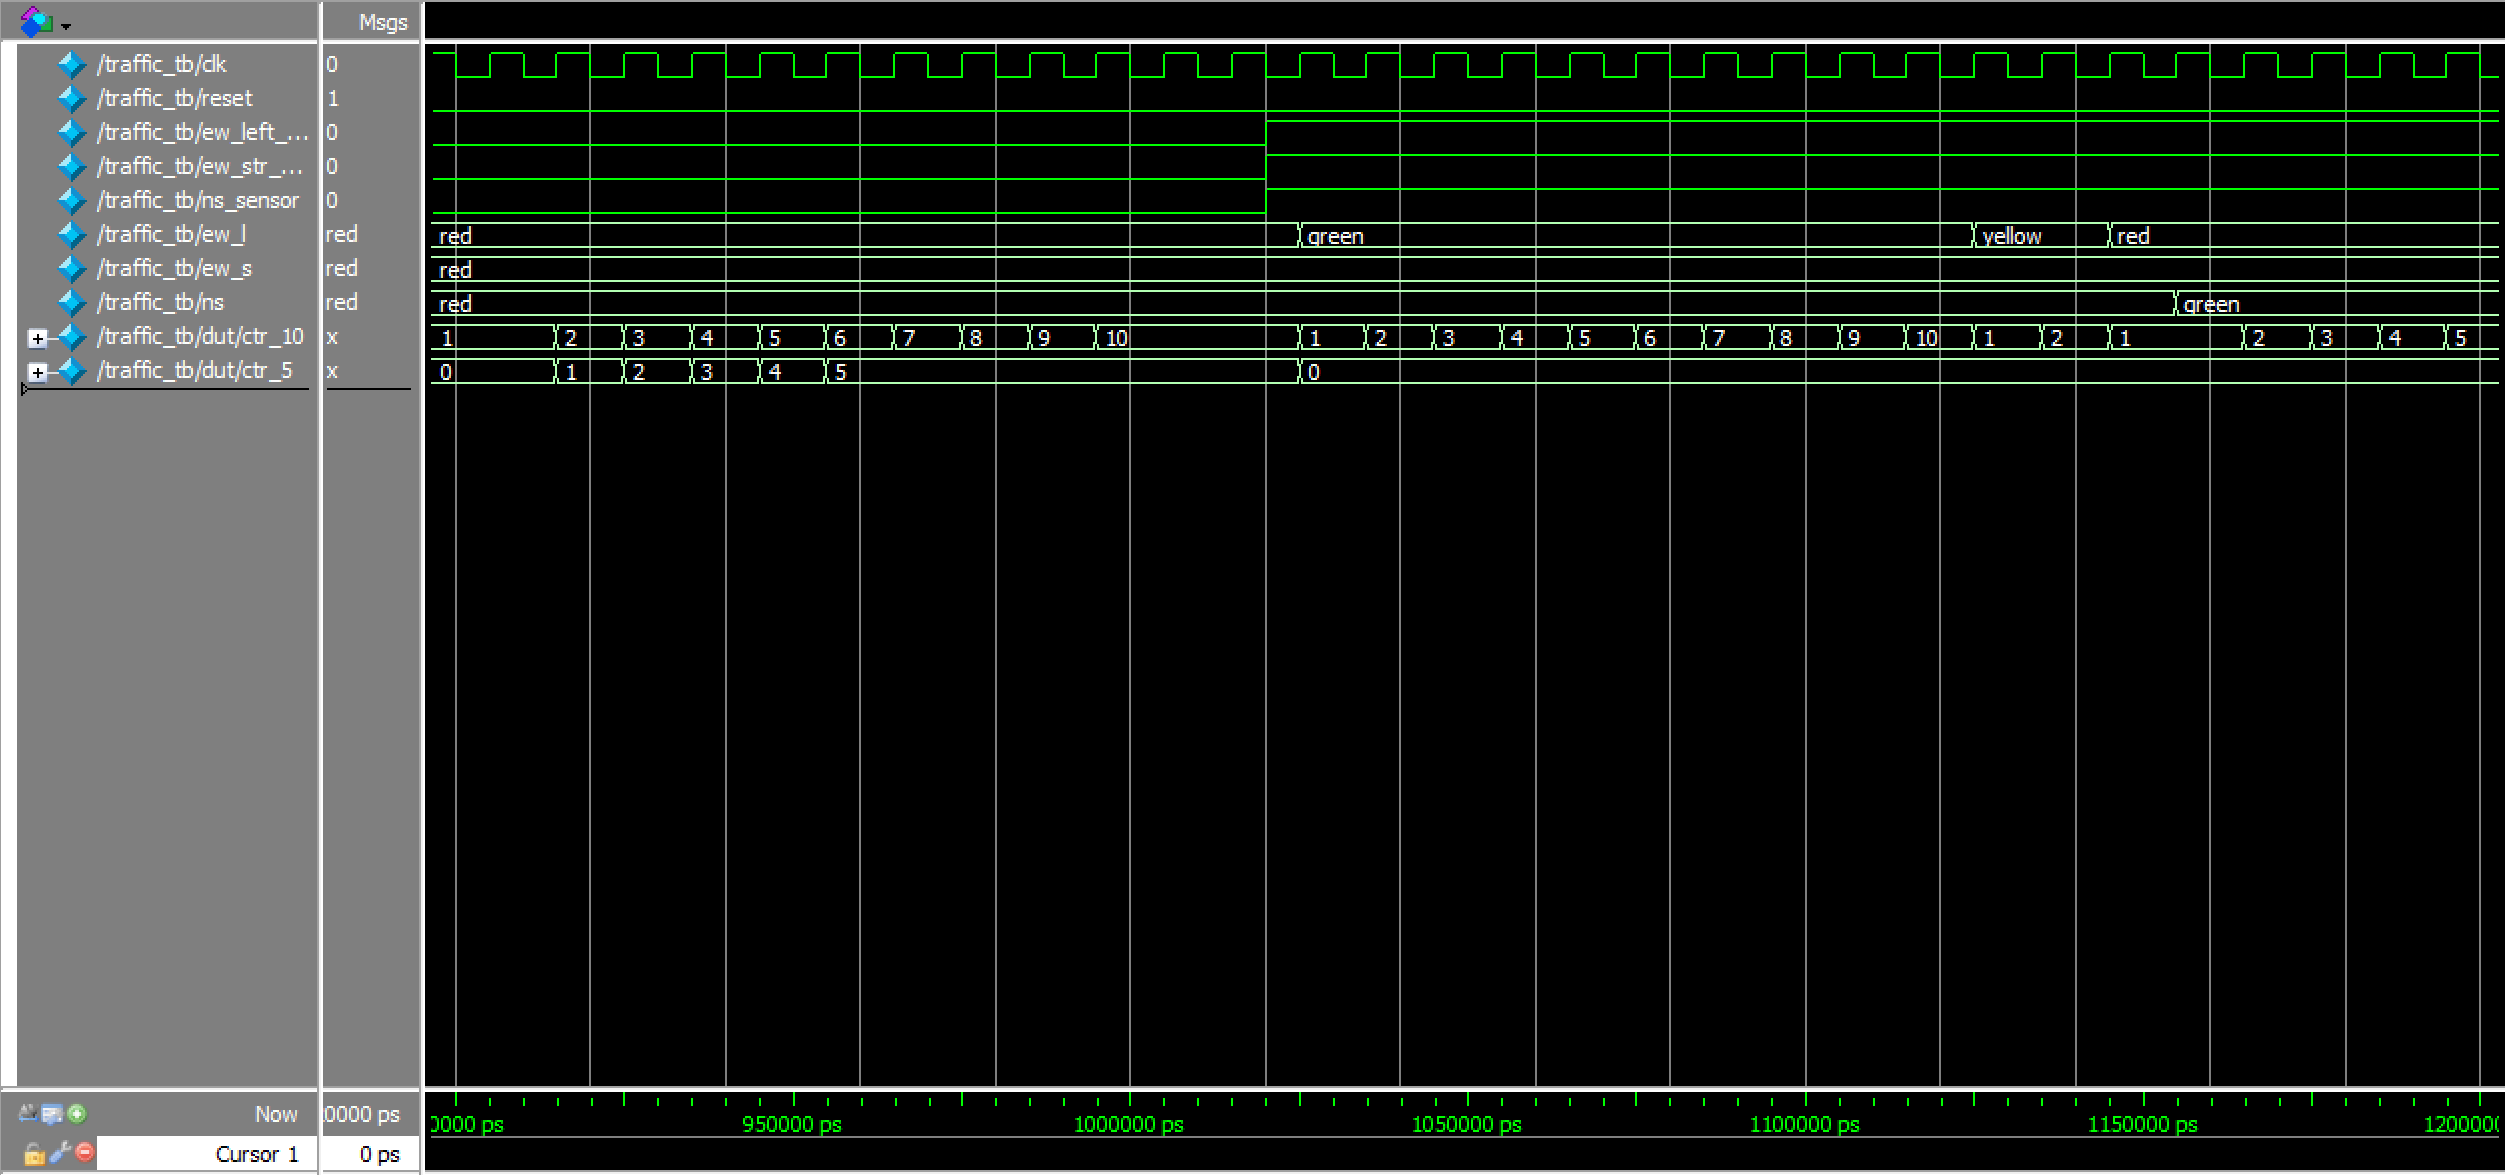 Msgs
/traffic_tb/clk 0
/traffic_tb/reset 1
/traffic_tb/ew_left_... 0
/traffic_tb/ew_str_... 0
/traffic_tb/ns_sensor 0
/traffic_tb/ew_l red red green yellow red
/traffic_tb/ew_s red red
/traffic_tb/ns red red green
/traffic_tb/dut/ctr_10 x 1 2 3 4 5 6 7 8 9 10 1 2 3 4 5 6 7 8 9 10 1 2 1 2 3 4 5
/traffic_tb/dut/ctr_5 x 0 1 2 3 4 5 0
Now 0000 ps 0000 ps 950000 ps 1000000 ps 1050000 ps 1100000 ps 1150000 ps 120000
Cursor 1 0 ps